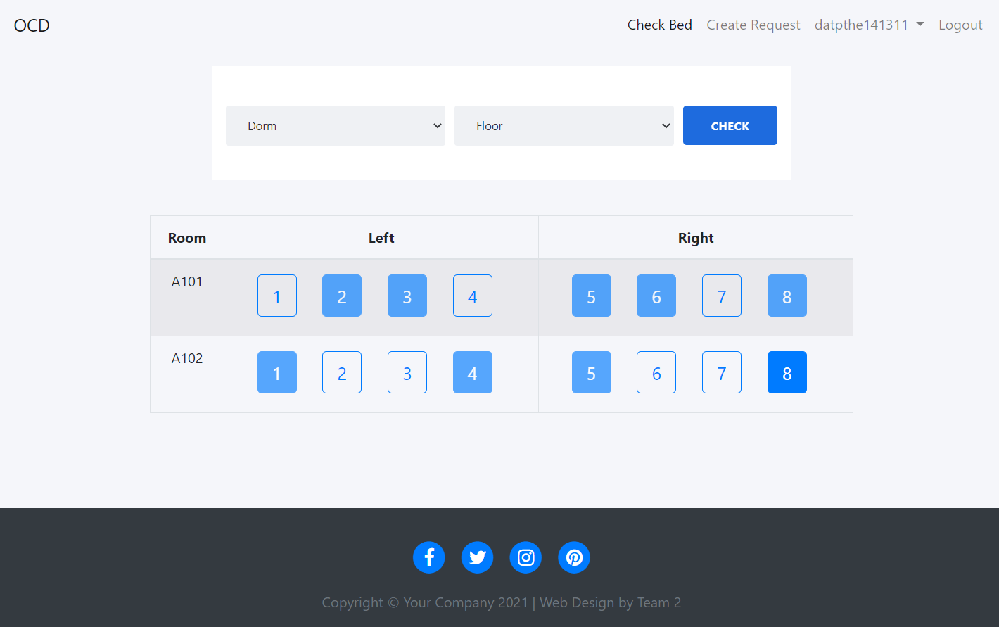 OCD Check Bed Create Request datpthe141311 Logout
Dorm Floor CHECK
Room Left Right
A101 1 2 3 4 5 6 7 8
A102 1 2 3 4 5 6 7 8
Copyright © Your Company 2021 | Web Design by Team 2